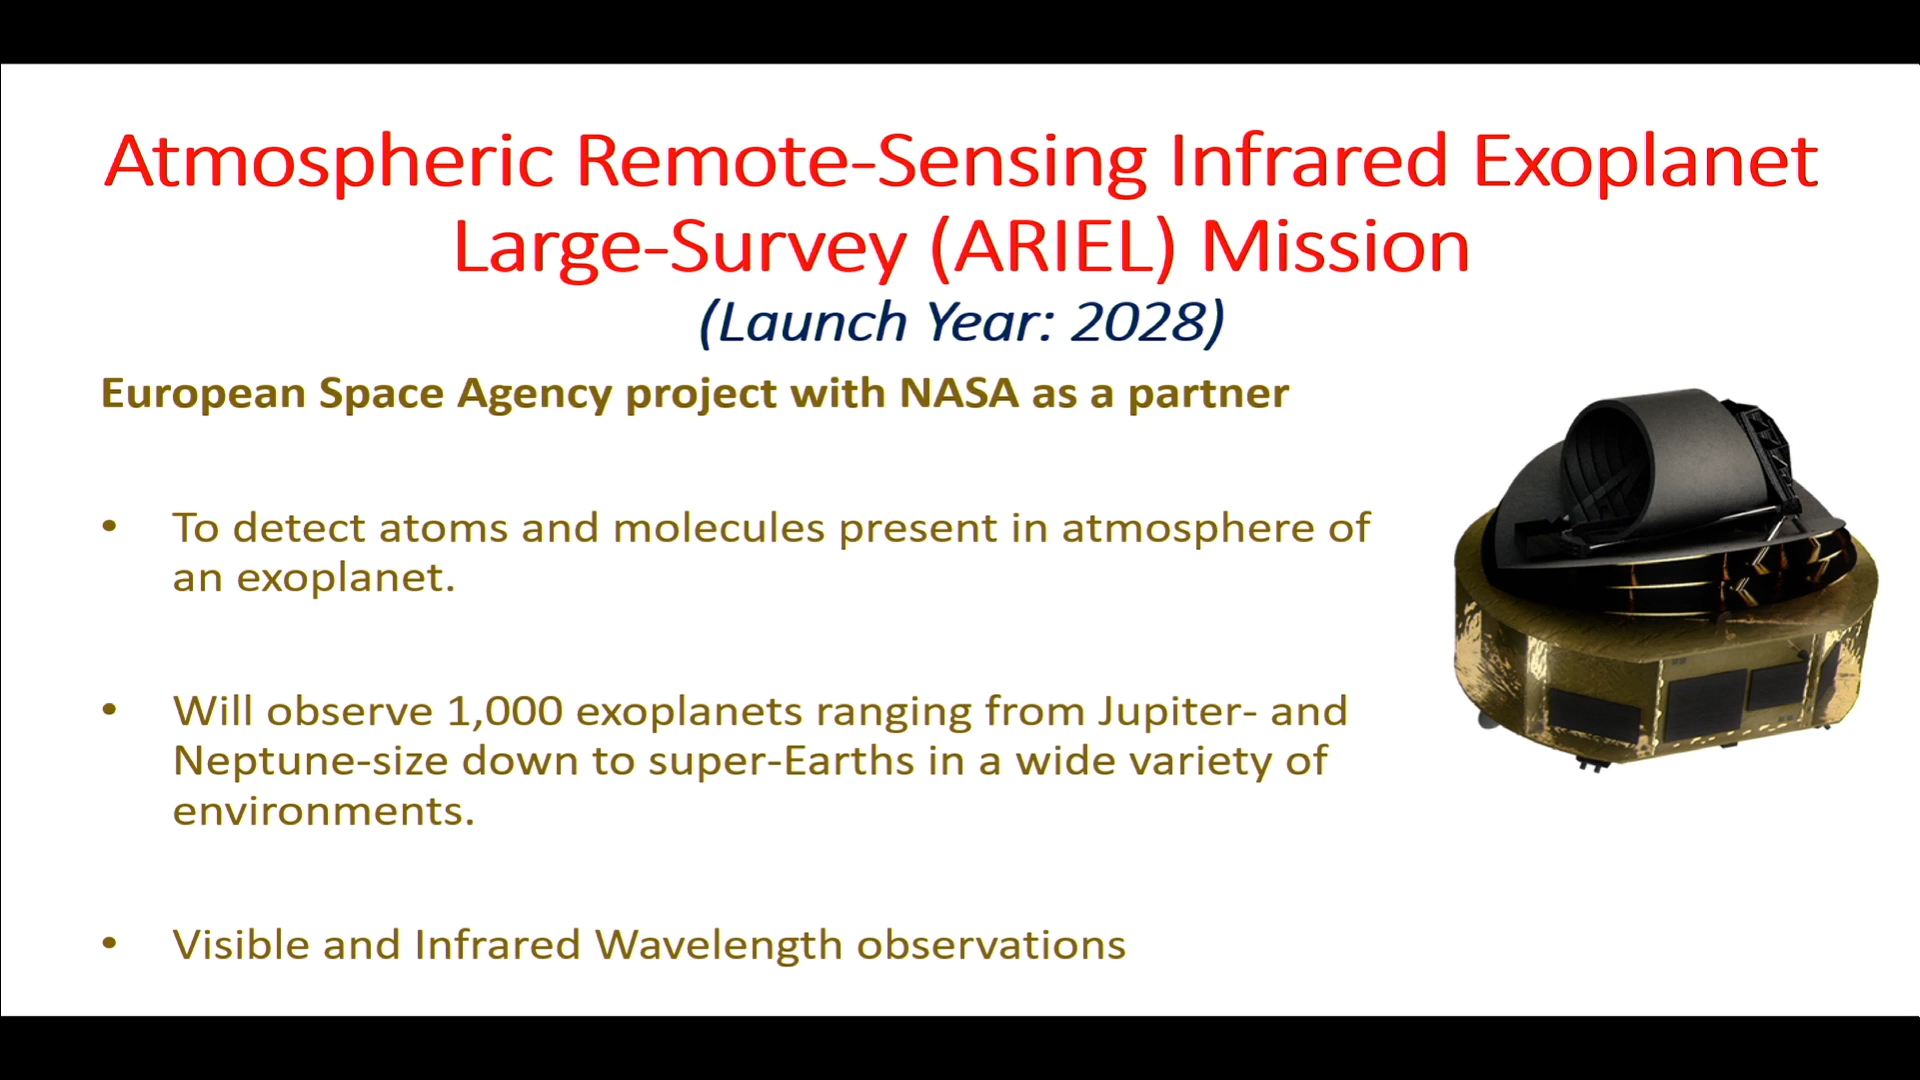 Atmospheric Remote-Sensing Infrared Exoplanet
Large-Survey (ARIEL) Mission
(Launch Year: 2028)
European Space Agency project with NASA as a partner
• To detect atoms and molecules present in atmosphere of
an exoplanet.
• Will observe 1,000 exoplanets ranging from Jupiter- and
Neptune-size down to super-Earths in a wide variety of
environments.
• Visible and Infrared Wavelength observations